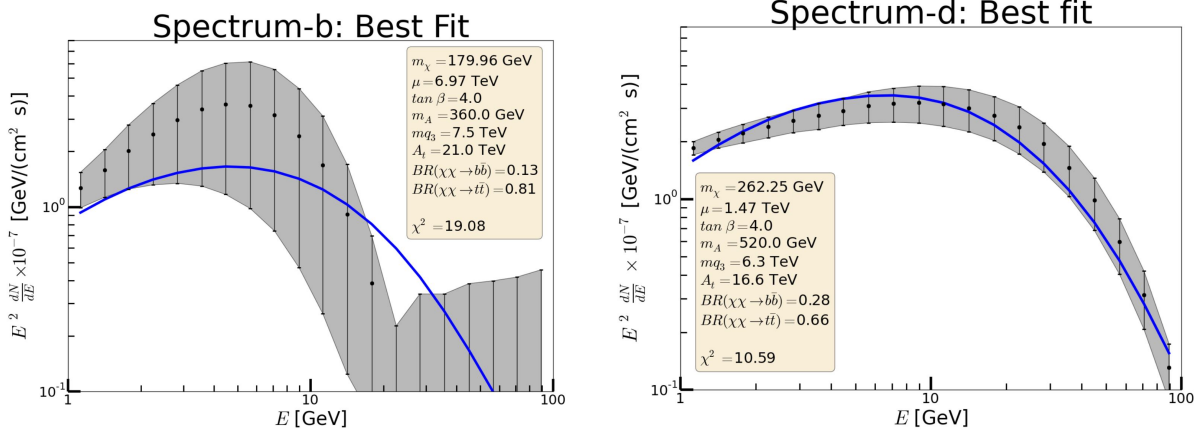 Spectrum-b: Best Fit
E² dN/dE ×10⁻⁷ [GeV/(cm² s)]
10⁰
10⁻¹
m_χ =179.96 GeV
μ=6.97 TeV
tan β=4.0
m_A =360.0 GeV
mq₃ =7.5 TeV
A_t =21.0 TeV
BR(χχ→bb̄)=0.13
BR(χχ→tt̄)=0.81
χ² =19.08
1 10 100
E [GeV]
Spectrum-d: Best fit
E² dN/dE ×10⁻⁷ [GeV/(cm² s)]
10⁰
10⁻¹
m_χ =262.25 GeV
μ=1.47 TeV
tan β=4.0
m_A =520.0 GeV
mq₃ =6.3 TeV
A_t =16.6 TeV
BR(χχ→bb̄)=0.28
BR(χχ→tt̄)=0.66
χ² =10.59
1 10 100
E [GeV]